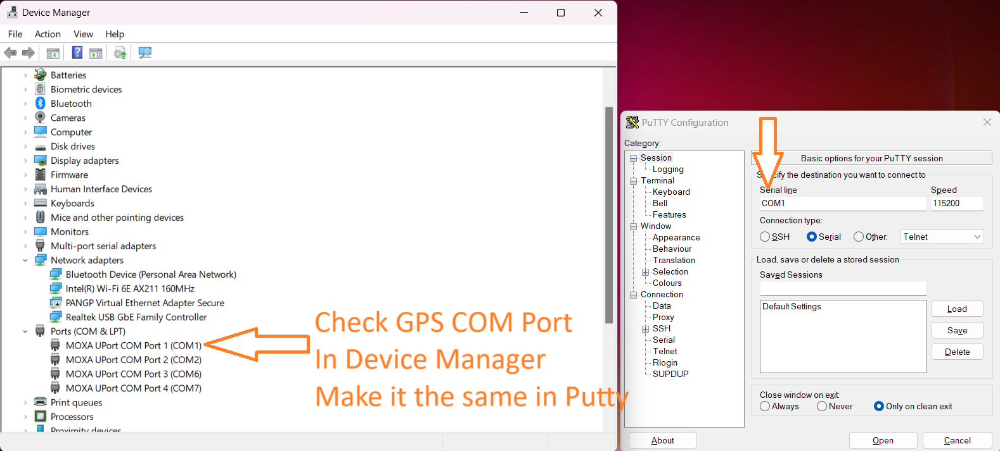 Device Manager
File Action View Help
Batteries
Biometric devices
Bluetooth
Cameras
Computer
Disk drives
Display adapters
Firmware
Human Interface Devices
Keyboards
Mice and other pointing devices
Monitors
Multi-port serial adapters
Network adapters
Bluetooth Device (Personal Area Network)
Intel(R) Wi-Fi 6E AX211 160MHz
PANGP Virtual Ethernet Adapter Secure
Realtek USB GbE Family Controller
Ports (COM & LPT)
MOXA UPort COM Port 1 (COM1)
MOXA UPort COM Port 2 (COM2)
MOXA UPort COM Port 3 (COM6)
MOXA UPort COM Port 4 (COM7)
Print queues
Processors
Proximity devices
Check GPS COM Port
In Device Manager
Make it the same in Putty
PuTTY Configuration
Category:
Session
Logging
Terminal
Keyboard
Bell
Features
Window
Appearance
Behaviour
Translation
Selection
Colours
Connection
Data
Proxy
SSH
Serial
Telnet
Rlogin
SUPDUP
Basic options for your PuTTY session
Specify the destination you want to connect to
Serial line Speed
COM1 115200
Connection type:
SSH Serial Other: Telnet
Load, save or delete a stored session
Saved Sessions
Default Settings
Load
Save
Delete
Close window on exit:
Always Never Only on clean exit
About Open Cancel